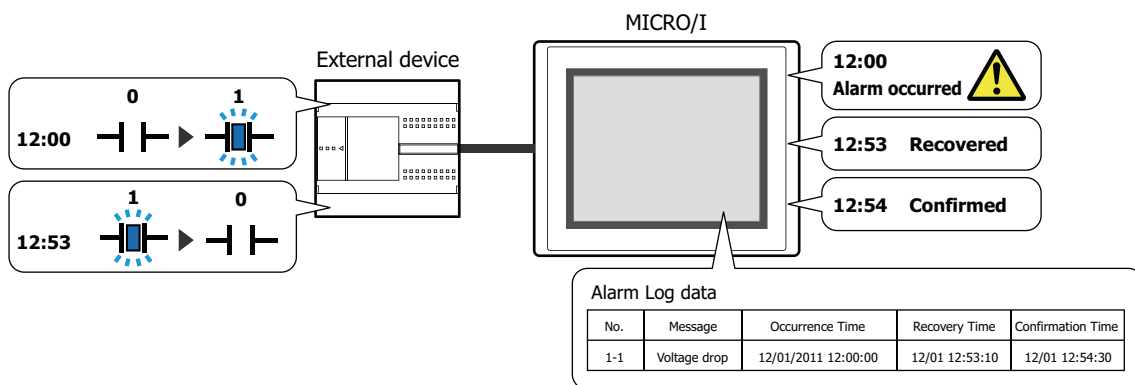 MICRO/I
External device
0 1
12:00
1 0
12:53
12:00
Alarm occurred
12:53 Recovered
12:54 Confirmed
Alarm Log data
No. Message Occurrence Time Recovery Time Confirmation Time
1-1 Voltage drop 12/01/2011 12:00:00 12/01 12:53:10 12/01 12:54:30